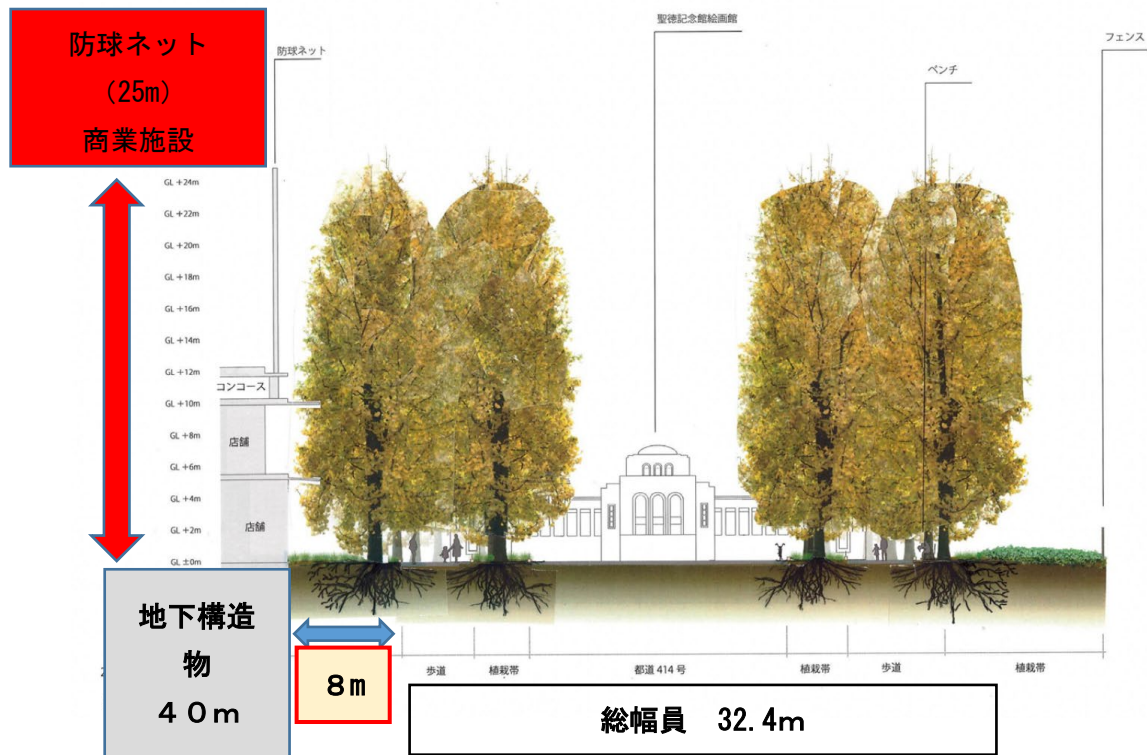 防球ネット
(25m)
商業施設
防球ネット
聖徳記念館絵画館
ベンチ
フェンス
GL +24m
GL +22m
GL +20m
GL +18m
GL +16m
GL +14m
GL +12m
コンコース
GL +10m
GL +8m
店舗
GL +6m
GL +4m
GL +2m
店舗
GL ±0m
地下構造
物
４０m
8m
歩道
植栽帯
都道 414 号
植栽帯
歩道
植栽帯
総幅員 32.4m